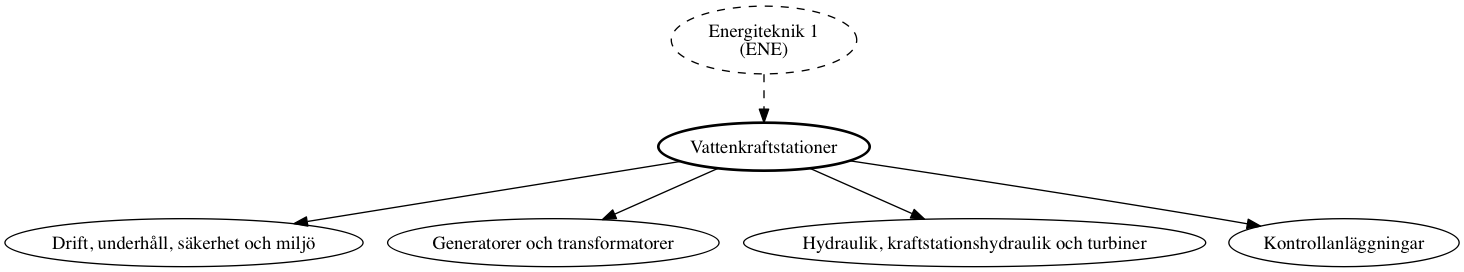 Energiteknik 1
(ENE)
Vattenkraftstationer
Drift, underhåll, säkerhet och miljö
Generatorer och transformatorer
Hydraulik, kraftstationshydraulik och turbiner
Kontrollanläggningar